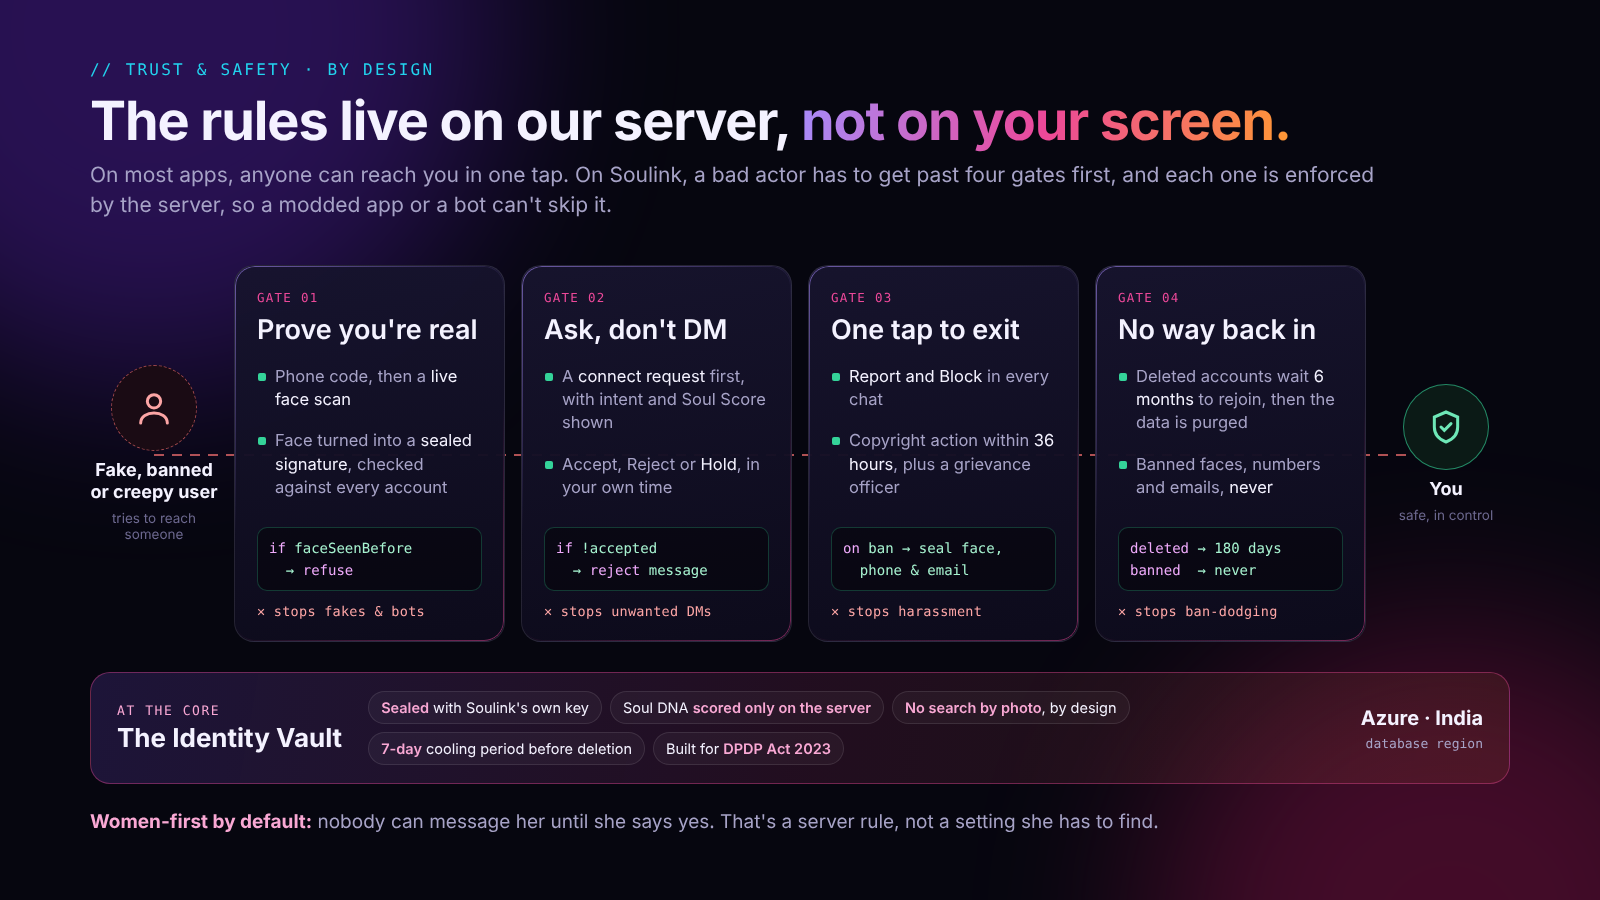 // TRUST & SAFETY · BY DESIGN
The rules live on our server, not on your screen.
On most apps, anyone can reach you in one tap. On Soulink, a bad actor has to get past four gates first, and each one is enforced
by the server, so a modded app or a bot can't skip it.
Fake, banned
or creepy user
tries to reach
someone
GATE 01
Prove you're real
Phone code, then a live
face scan
Face turned into a sealed
signature, checked
against every account
if faceSeenBefore
→ refuse
× stops fakes & bots
GATE 02
Ask, don't DM
A connect request first,
with intent and Soul Score
shown
Accept, Reject or Hold, in
your own time
if !accepted
→ reject message
× stops unwanted DMs
GATE 03
One tap to exit
Report and Block in every
chat
Copyright action within 36
hours, plus a grievance
officer
on ban → seal face,
phone & email
× stops harassment
GATE 04
No way back in
Deleted accounts wait 6
months to rejoin, then the
data is purged
Banned faces, numbers
and emails, never
deleted → 180 days
banned → never
× stops ban-dodging
You
safe, in control
AT THE CORE
The Identity Vault
Sealed with Soulink's own key
Soul DNA scored only on the server
No search by photo, by design
7-day cooling period before deletion
Built for DPDP Act 2023
Azure · India
database region
Women-first by default: nobody can message her until she says yes. That's a server rule, not a setting she has to find.